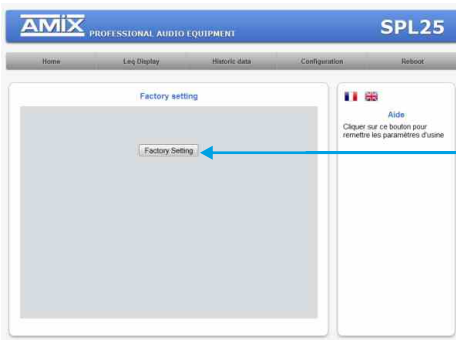 AMIX PROFESSIONAL AUDIO EQUIPMENT SPL25
Home Leq Display Historic data Configuration Reboot
Factory setting
Factory Setting
Aide
Cliquer sur ce bouton pour
remettre les paramètres d'usine